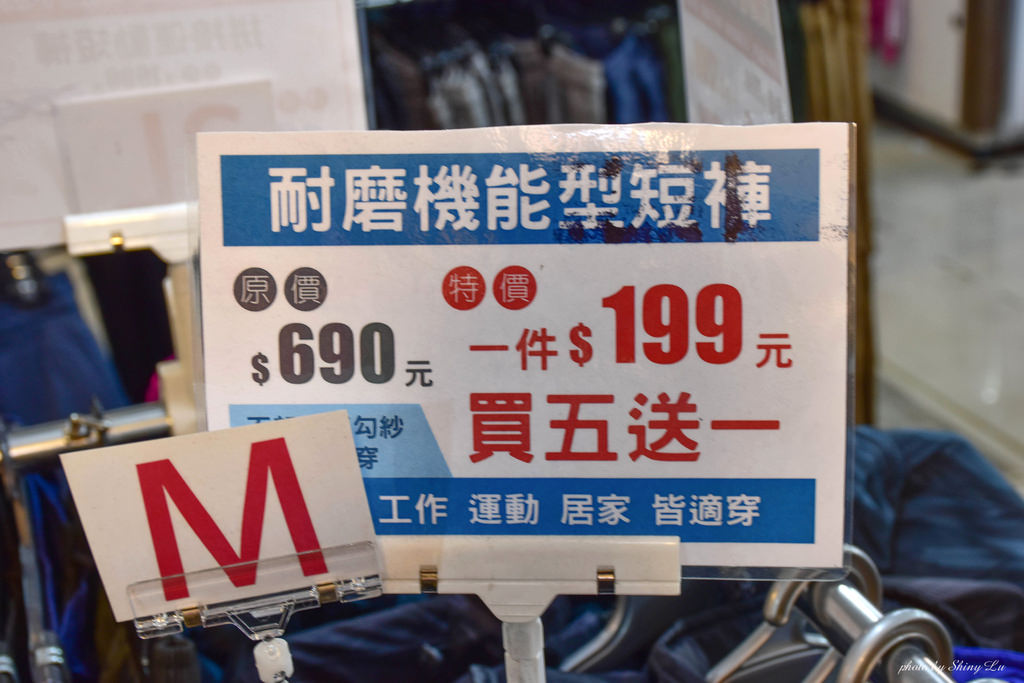 耐磨機能型短褲
原價
$690元
特價
一件$199元
買五送一
勾紗
穿
工作 運動 居家 皆適穿
M
photo by Shiny Lu